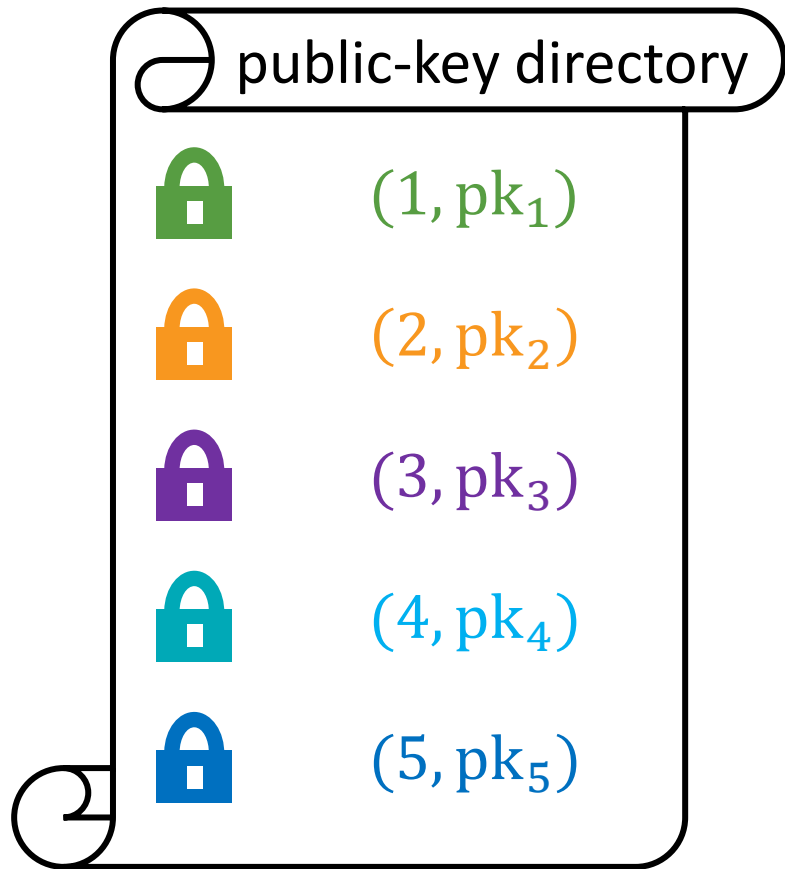 public-key directory
(1, pk₁)
(2, pk₂)
(3, pk₃)
(4, pk₄)
(5, pk₅)